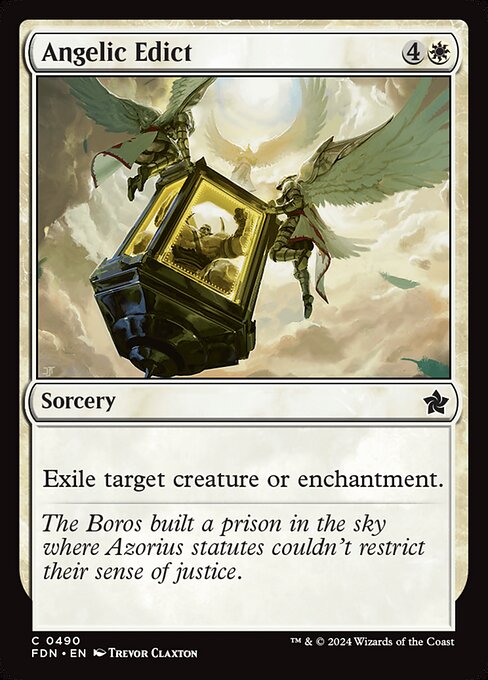 Angelic Edict 4
Sorcery
Exile target creature or enchantment.
The Boros built a prison in the sky
where Azorius statutes couldn't restrict
their sense of justice.
C 0490
FDN • EN Trevor Claxton
™ & © 2024 Wizards of the Coast